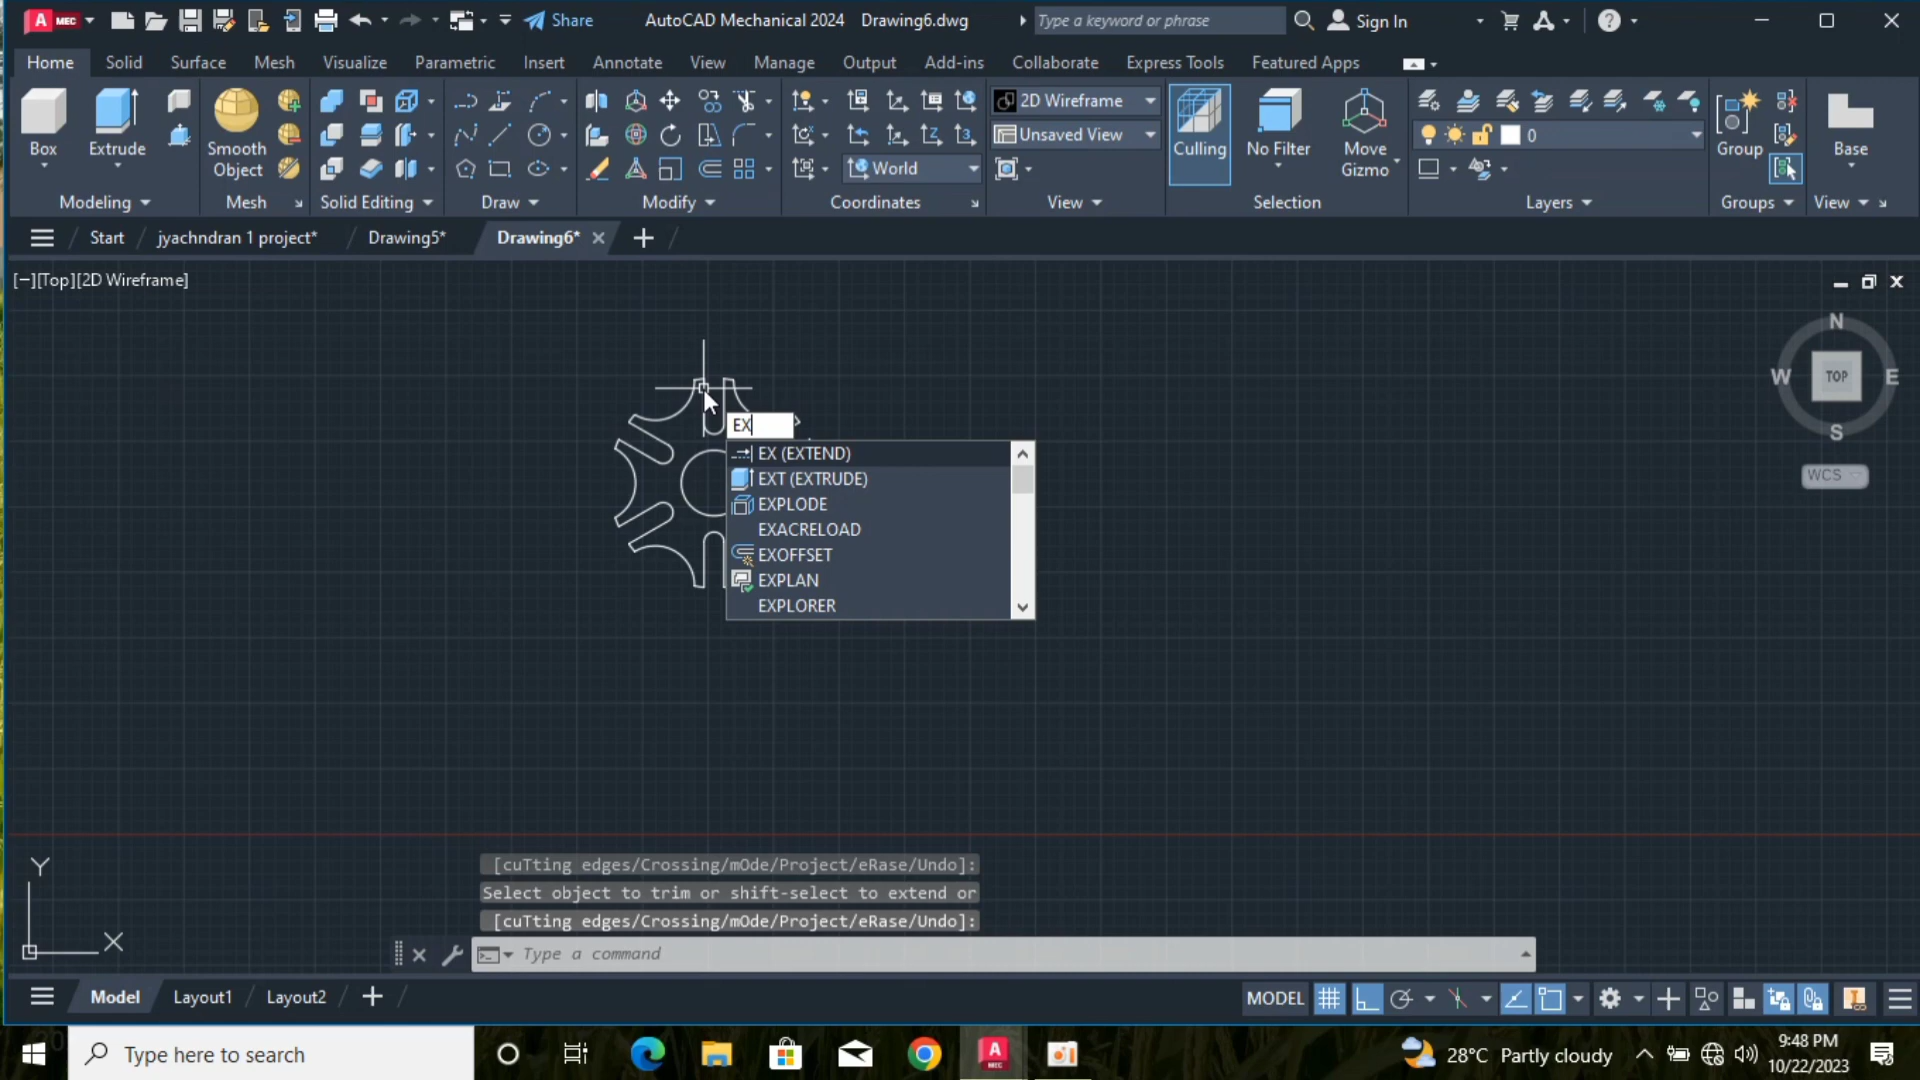 A MEC
Share
AutoCAD Mechanical 2024 Drawing6.dwg
Type a keyword or phrase
Sign In
Home Solid Surface Mesh Visualize Parametric Insert Annotate View Manage Output Add-ins Collaborate Express Tools Featured Apps
Box
Extrude
Smooth
Object
2D Wireframe
Unsaved View
World
Culling
No Filter
Move
Gizmo
0
Group
Base
Modeling Mesh Solid Editing Draw Modify Coordinates View Selection Layers Groups View
Start jyachndran 1 project* Drawing5* Drawing6*
[−][Top][2D Wireframe]
N
W TOP E
S
WCS
EX
EX (EXTEND)
EXT (EXTRUDE)
EXPLODE
EXACRELOAD
EXOFFSET
EXPLAN
EXPLORER
Y
X
[cuTting edges/Crossing/mOde/Project/eRase/Undo]:
Select object to trim or shift-select to extend or
[cuTting edges/Crossing/mOde/Project/eRase/Undo]:
Type a command
Model Layout1 Layout2
MODEL
Type here to search
A MEC
28°C Partly cloudy
9:48 PM
10/22/2023